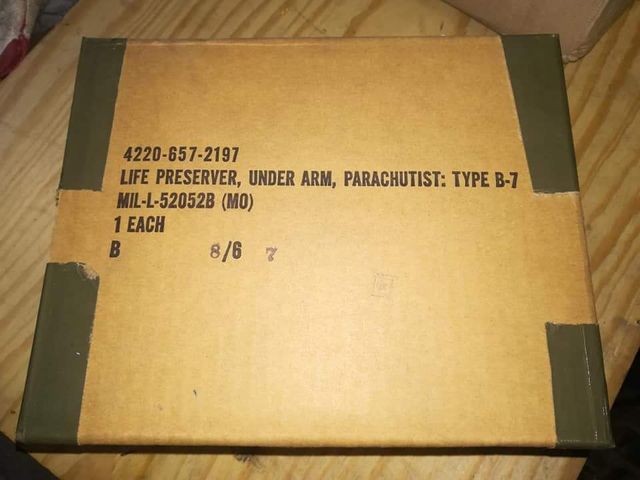 4220-657-2197
LIFE PRESERVER, UNDER ARM, PARACHUTIST: TYPE B-7
MIL-L-52052B (MO)
1 EACH
B 8/6 7